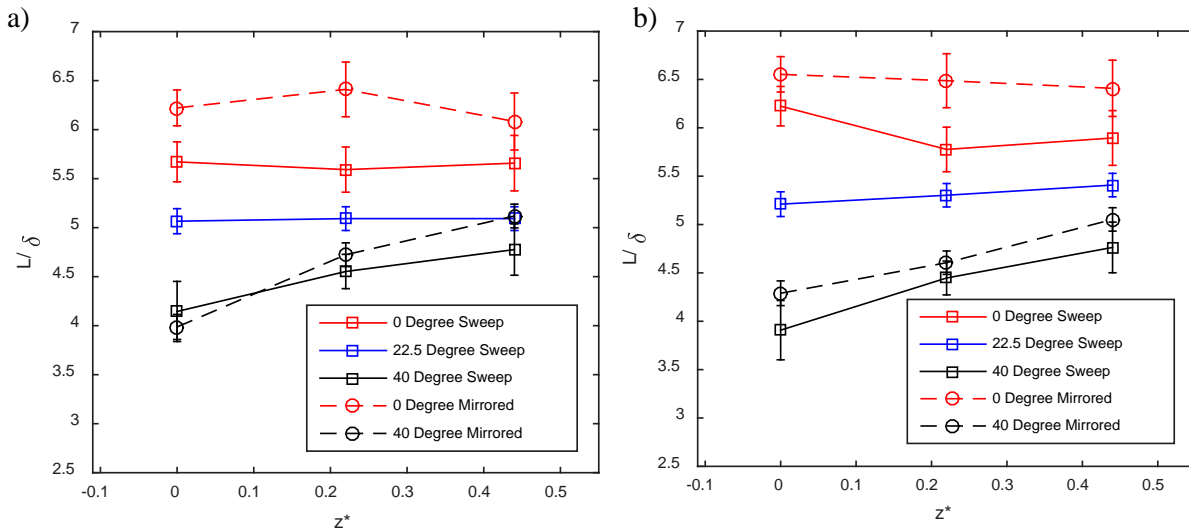 a)
7
6.5
6
5.5
5
4.5
4
3.5
3
2.5
L/ δ
-0.1 0 0.1 0.2 0.3 0.4 0.5
z*
0 Degree Sweep
22.5 Degree Sweep
40 Degree Sweep
0 Degree Mirrored
40 Degree Mirrored
b)
7
6.5
6
5.5
5
4.5
4
3.5
3
2.5
L/ δ
-0.1 0 0.1 0.2 0.3 0.4 0.5
z*
0 Degree Sweep
22.5 Degree Sweep
40 Degree Sweep
0 Degree Mirrored
40 Degree Mirrored